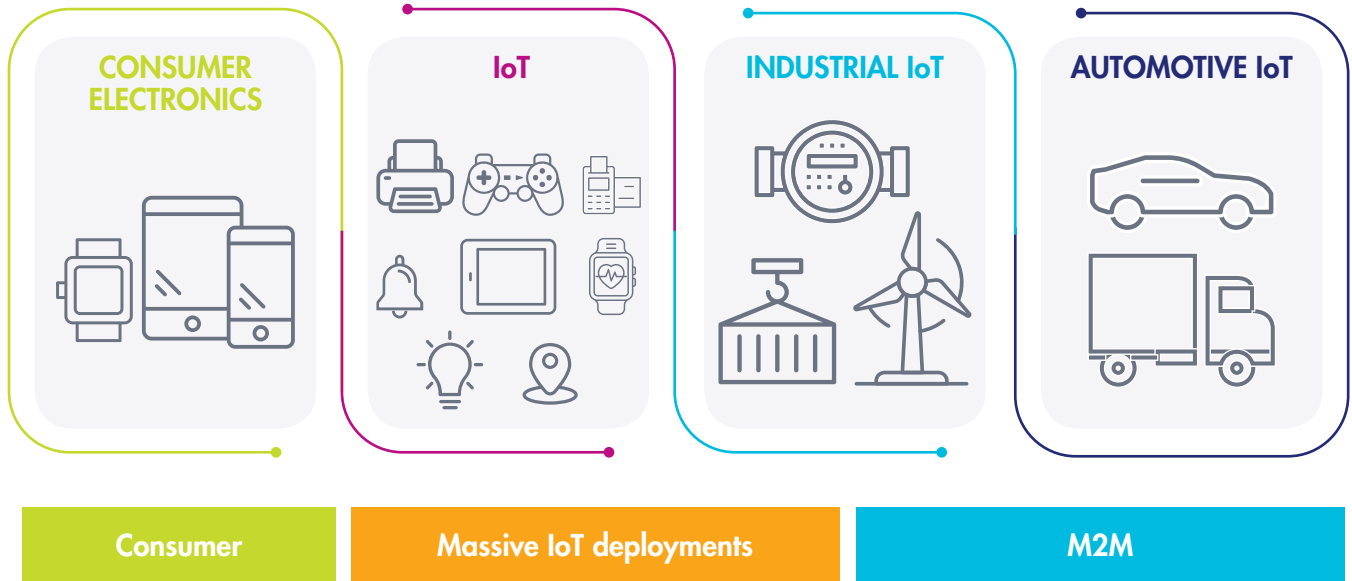 CONSUMER
ELECTRONICS
IoT
INDUSTRIAL IoT
AUTOMOTIVE IoT
Consumer
Massive IoT deployments
M2M